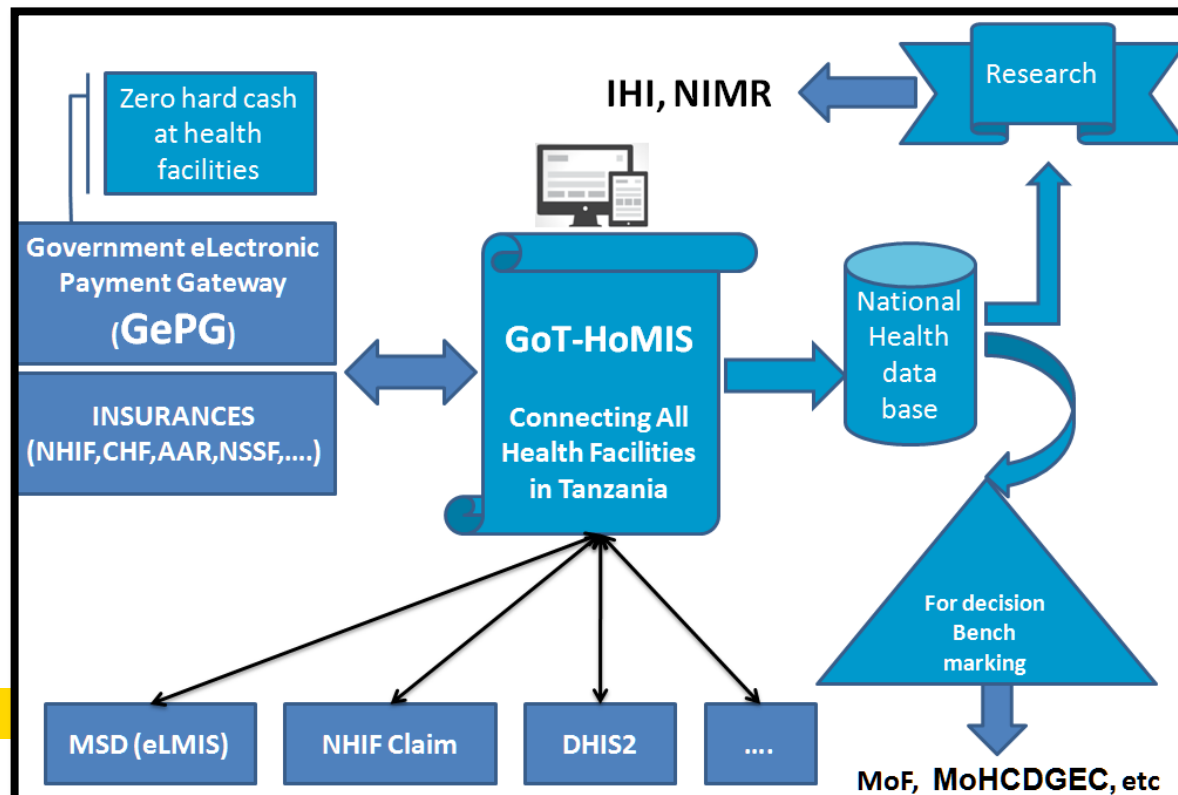 Zero hard cash
at health
facilities
Government eLectronic
Payment Gateway
(GePG)
INSURANCES
(NHIF,CHF,AAR,NSSF,....)
IHI, NIMR
Research
GoT-HoMIS
Connecting All
Health Facilities
in Tanzania
National
Health
data
base
For decision
Bench
marking
MSD (eLMIS)
NHIF Claim
DHIS2
....
MoF, MoHCDGEC, etc